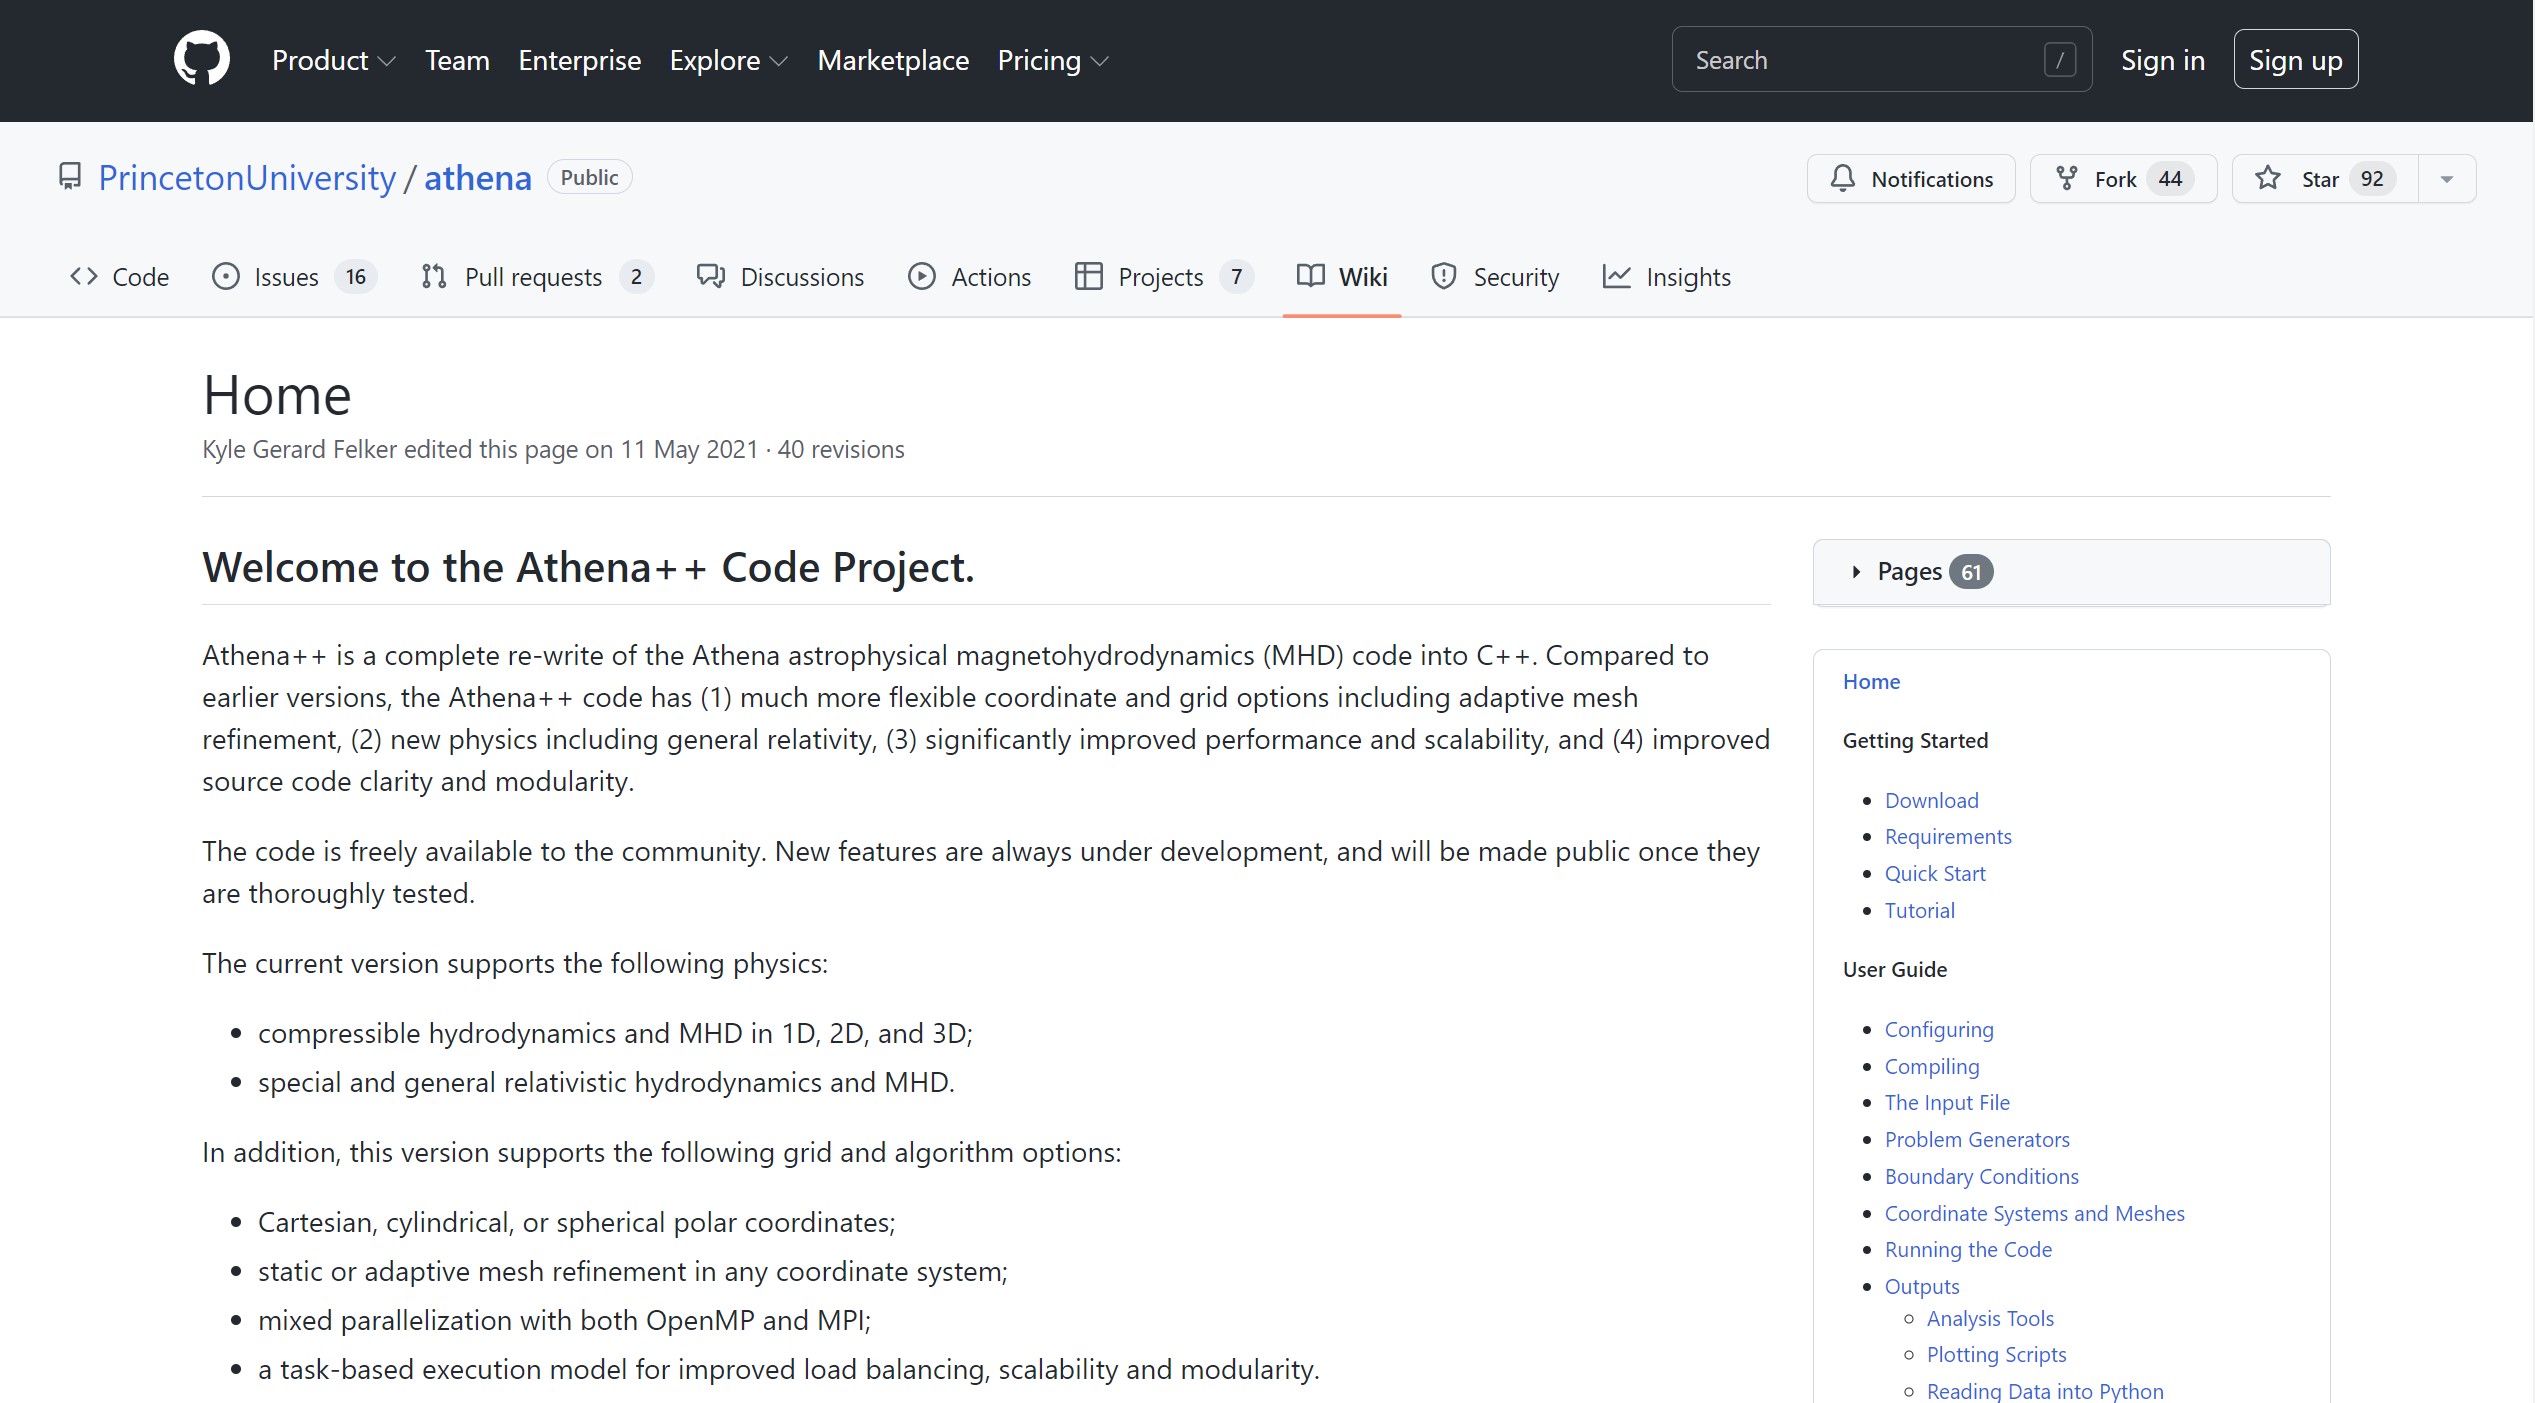 Product Team Enterprise Explore Marketplace Pricing Search / Sign in Sign up
PrincetonUniversity / athena Public Notifications Fork 44 Star 92
Code Issues 16 Pull requests 2 Discussions Actions Projects 7 Wiki Security Insights
Home
Kyle Gerard Felker edited this page on 11 May 2021 · 40 revisions
Welcome to the Athena++ Code Project.
Athena++ is a complete re-write of the Athena astrophysical magnetohydrodynamics (MHD) code into C++. Compared to
earlier versions, the Athena++ code has (1) much more flexible coordinate and grid options including adaptive mesh
refinement, (2) new physics including general relativity, (3) significantly improved performance and scalability, and (4) improved
source code clarity and modularity.
The code is freely available to the community. New features are always under development, and will be made public once they
are thoroughly tested.
The current version supports the following physics:
• compressible hydrodynamics and MHD in 1D, 2D, and 3D;
• special and general relativistic hydrodynamics and MHD.
In addition, this version supports the following grid and algorithm options:
• Cartesian, cylindrical, or spherical polar coordinates;
• static or adaptive mesh refinement in any coordinate system;
• mixed parallelization with both OpenMP and MPI;
• a task-based execution model for improved load balancing, scalability and modularity.
Pages 61
Home
Getting Started
• Download
• Requirements
• Quick Start
• Tutorial
User Guide
• Configuring
• Compiling
• The Input File
• Problem Generators
• Boundary Conditions
• Coordinate Systems and Meshes
• Running the Code
• Outputs
◦ Analysis Tools
◦ Plotting Scripts
◦ Reading Data into Python